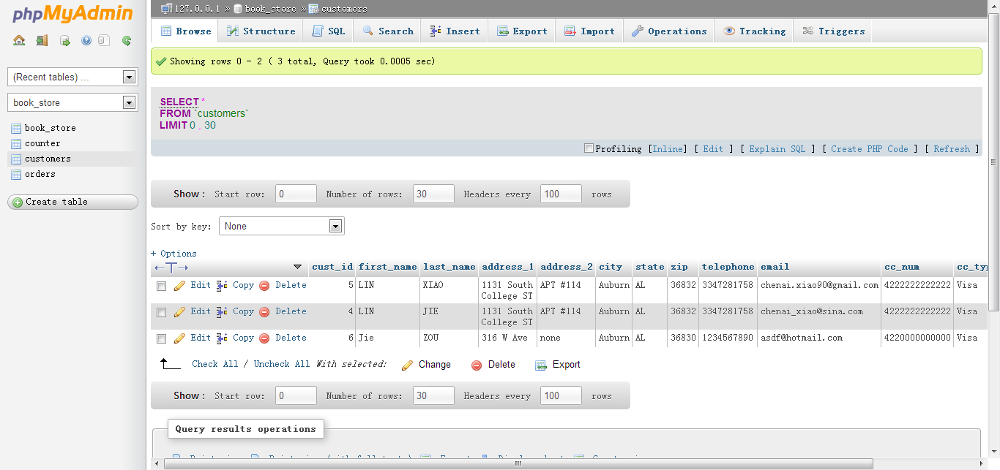 phpMyAdmin
(Recent tables) ...
book_store
book_store
counter
customers
orders
Create table
127.0.0.1 » book_store » customers
Browse Structure SQL Search Insert Export Import Operations Tracking Triggers
Showing rows 0 - 2 ( 3 total, Query took 0.0005 sec)
SELECT *
FROM `customers`
LIMIT 0 , 30
Profiling [Inline] [ Edit ] [ Explain SQL ] [ Create PHP Code ] [ Refresh ]
Show : Start row: 0 Number of rows: 30 Headers every 100 rows
Sort by key: None
+ Options
←T→ cust_id first_name last_name address_1 address_2 city state zip telephone email cc_num cc_typ
Edit Copy Delete 5 LIN XIAO 1131 South APT #114 Auburn AL 36832 3347281758 chenai.xiao90@gmail.com 4222222222222 Visa
College ST
Edit Copy Delete 4 LIN JIE 1131 South APT #114 Auburn AL 36832 3347281758 chenai_xiao@sina.com 4222222222222 Visa
College ST
Edit Copy Delete 6 Jie ZOU 316 W Ave none Auburn AL 36830 1234567890 asdf@hotmail.com 4220000000000 Visa
Check All / Uncheck All With selected: Change Delete Export
Show : Start row: 0 Number of rows: 30 Headers every 100 rows
Query results operations